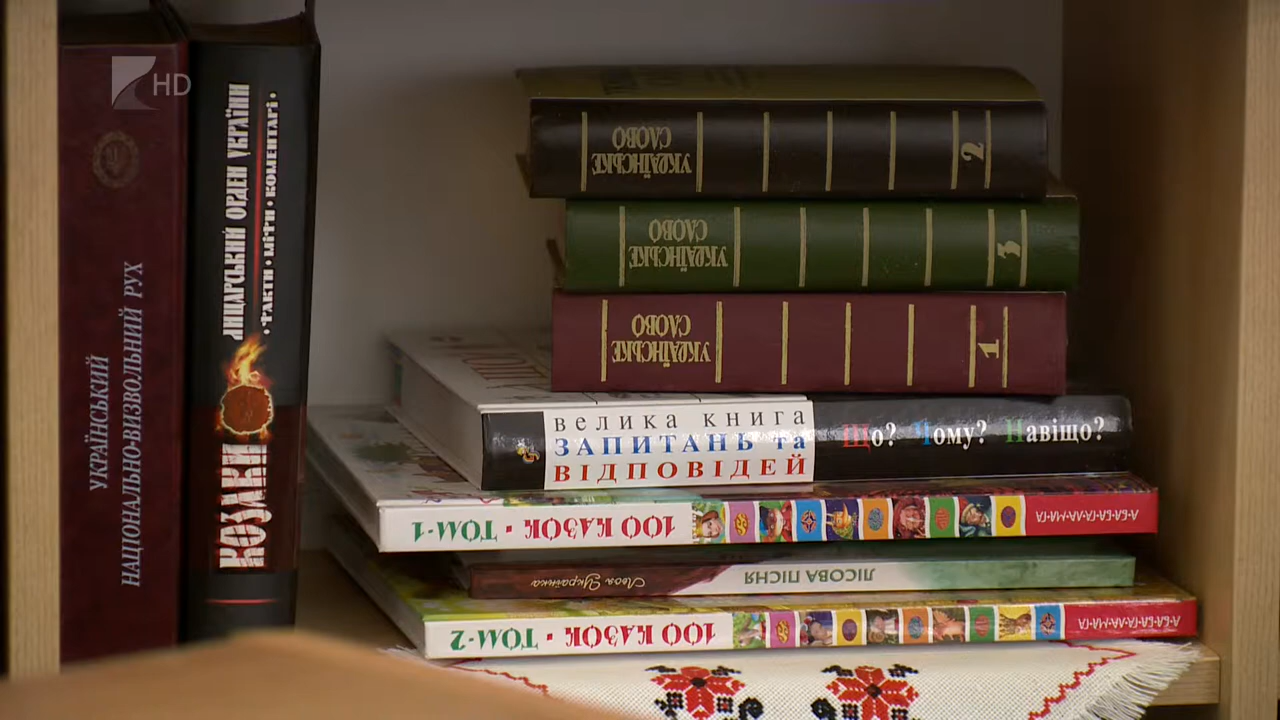 HD
УКРАЇНСЬКИЙ
НАЦІОНАЛЬНО-ВИЗВОЛЬНИЙ РУХ
ЛИЦАРСЬКИЙ ОРДЕН УКРАЇНИ
• ФАКТИ • МІФИ • КОМЕНТАРІ •
КОЗАКИ
УКРАЇНСЬКЕ
СЛОВО
2
УКРАЇНСЬКЕ
СЛОВО
3
УКРАЇНСЬКЕ
СЛОВО
1
велика книга
ЗАПИТАНЬ та
ВІДПОВІДЕЙ
Що? Чому? Навіщо?
100 КАЗОК • ТОМ-1
А-БА-БА-ГА-ЛА-МА-ГА
Леся Українка
ЛІСОВА ПІСНЯ
100 КАЗОК • ТОМ-2
А-БА-БА-ГА-ЛА-МА-ГА